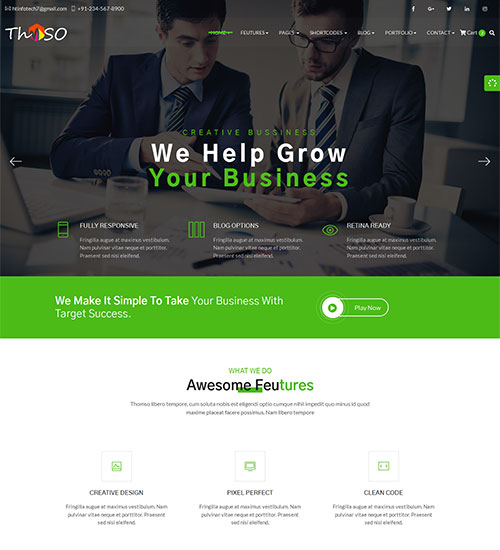 htinfotech7@gmail.com +91-234-567-8900
ThoSO
HOME FEUTURES PAGES SHORTCODES BLOG PORTFOLIO CONTACT Cart
CREATIVE BUSSINESS
We Help Grow
Your Business
FULLY RESPONSIVE BLOG OPTIONS RETINA READY
Fringilla augue at maximus vestibulum. Fringilla augue at maximus vestibulum. Fringilla augue at maximus vestibulum.
Nam pulvinar vitae neque et porttitor. Nam pulvinar vitae neque et porttitor. Nam pulvinar vitae neque et porttitor.
Praesent sed nisi eleifend. Praesent sed nisi eleifend. Praesent sed nisi eleifend.
We Make It Simple To Take Your Business With
Target Success.
Play Now
WHAT WE DO
Awesome Feutures
Thomso libero tempore, cum soluta nobis est eligendi optio cumque nihil impedit quo minus id quod
maxime placeat facere possimus. Nam libero tempore
CREATIVE DESIGN PIXEL PERFECT CLEAN CODE
Fringilla augue at maximus vestibulum. Nam Fringilla augue at maximus vestibulum. Nam Fringilla augue at maximus vestibulum. Nam
pulvinar vitae neque et porttitor. Praesent pulvinar vitae neque et porttitor. Praesent pulvinar vitae neque et porttitor. Praesent
sed nisi eleifend. sed nisi eleifend. sed nisi eleifend.